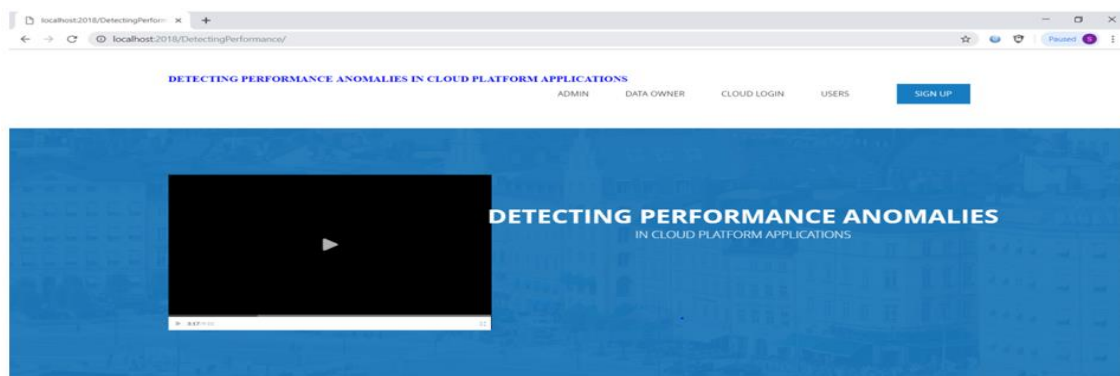 localhost:2018/DetectingPerform
localhost:2018/DetectingPerformance/
Paused S
DETECTING PERFORMANCE ANOMALIES IN CLOUD PLATFORM APPLICATIONS
ADMIN DATA OWNER CLOUD LOGIN USERS SIGN UP
DETECTING PERFORMANCE ANOMALIES
IN CLOUD PLATFORM APPLICATIONS